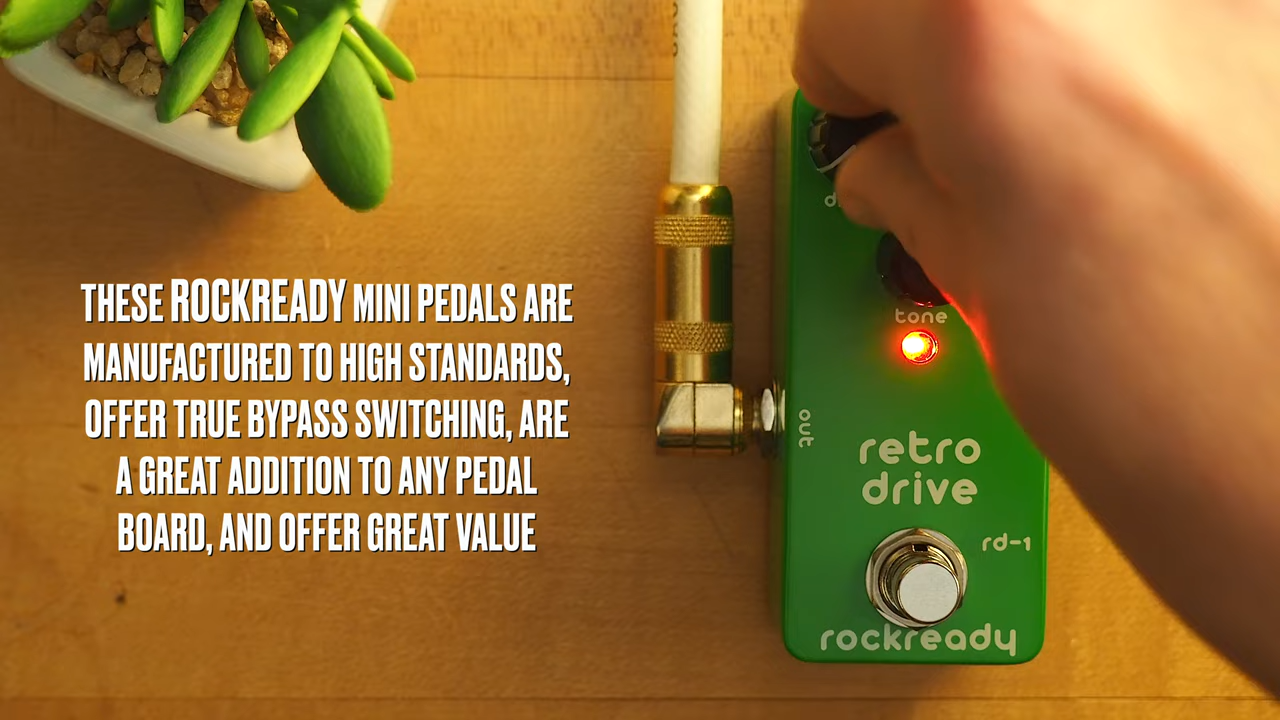 THESE ROCKREADY MINI PEDALS ARE
MANUFACTURED TO HIGH STANDARDS,
OFFER TRUE BYPASS SWITCHING, ARE
A GREAT ADDITION TO ANY PEDAL
BOARD, AND OFFER GREAT VALUE
tone
out
retro
drive
rd-1
rockready